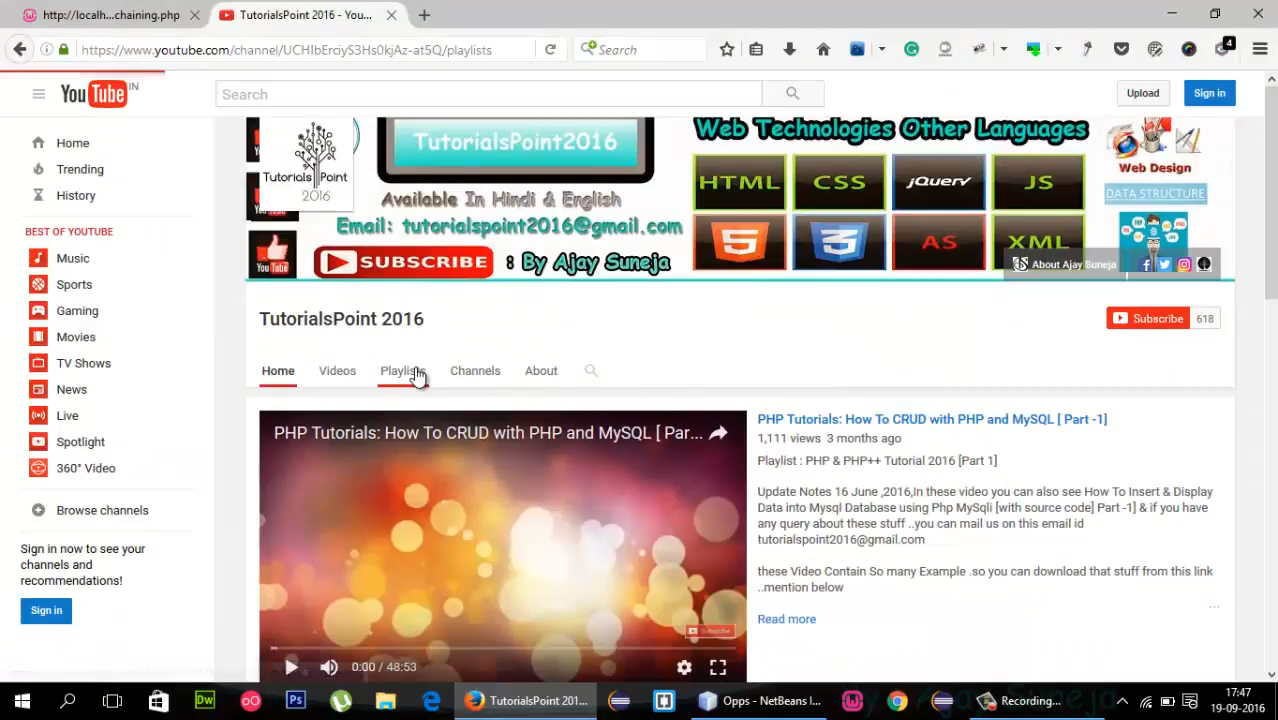 http://localh...chaining.php
TutorialsPoint 2016 - You...
https://www.youtube.com/channel/UCHIbErciyS3Hs0kjAz-at5Q/playlists
Search
4
YouTube IN
Search
Upload
Sign in
Home
Trending
History
BEST OF YOUTUBE
Music
Sports
Gaming
Movies
TV Shows
News
Live
Spotlight
360° Video
Browse channels
Sign in now to see your
channels and
recommendations!
Sign in
TutorialsPoint
2016
TutorialsPoint2016
Available In Hindi & English
Email: tutorialspoint2016@gmail.com
You Tube
SUBSCRIBE : By Ajay Suneja
Web Technologies Other Languages
HTML CSS jQuery JS
5 3 AS XML
Web Design
DATA STRUCTURE
About Ajay Suneja
TutorialsPoint 2016
Subscribe 618
Home Videos Playlists Channels About
PHP Tutorials: How To CRUD with PHP and MySQL [ Par...
Subscribe
0:00 / 48:53
PHP Tutorials: How To CRUD with PHP and MySQL [ Part -1]
1,111 views 3 months ago
Playlist : PHP & PHP++ Tutorial 2016 [Part 1]
Update Notes 16 June ,2016,In these video you can also see How To Insert & Display
Data into Mysql Database using Php MySqli [with source code] Part -1] & if you have
any query about these stuff ..you can mail us on this email id
tutorialspoint2016@gmail.com
these Video Contain So many Example .so you can download that stuff from this link
..mention below
...
Read more
Dw
Ps
TutorialsPoint 201...
Opps - NetBeans I...
Recording...
17:47
19-09-2016